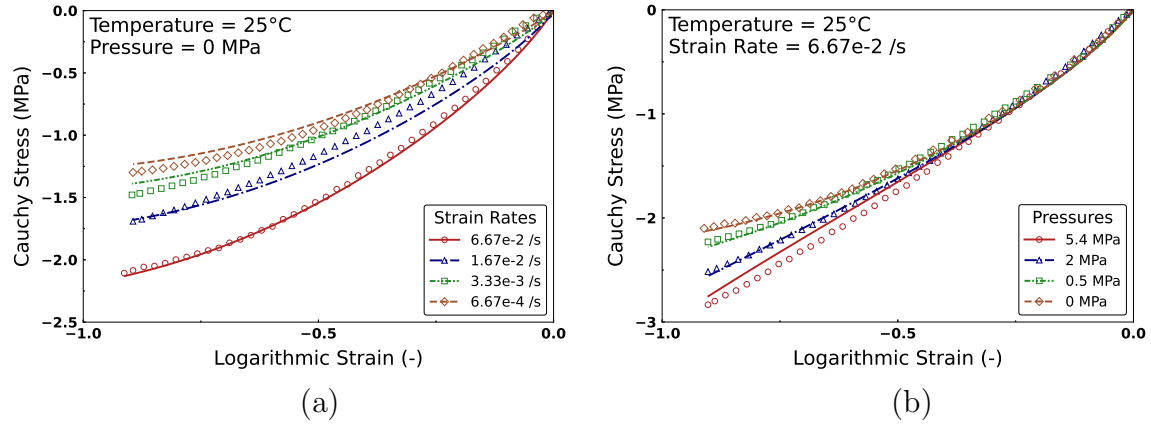 Temperature = 25°C
Pressure = 0 MPa
Cauchy Stress (MPa)
0.0
−0.5
−1.0
−1.5
−2.0
−2.5
Strain Rates
6.67e-2 /s
1.67e-2 /s
3.33e-3 /s
6.67e-4 /s
−1.0
−0.5
0.0
Logarithmic Strain (-)
(a)
Temperature = 25°C
Strain Rate = 6.67e-2 /s
Cauchy Stress (MPa)
0
−1
−2
−3
Pressures
5.4 MPa
2 MPa
0.5 MPa
0 MPa
−1.0
−0.5
0.0
Logarithmic Strain (-)
(b)